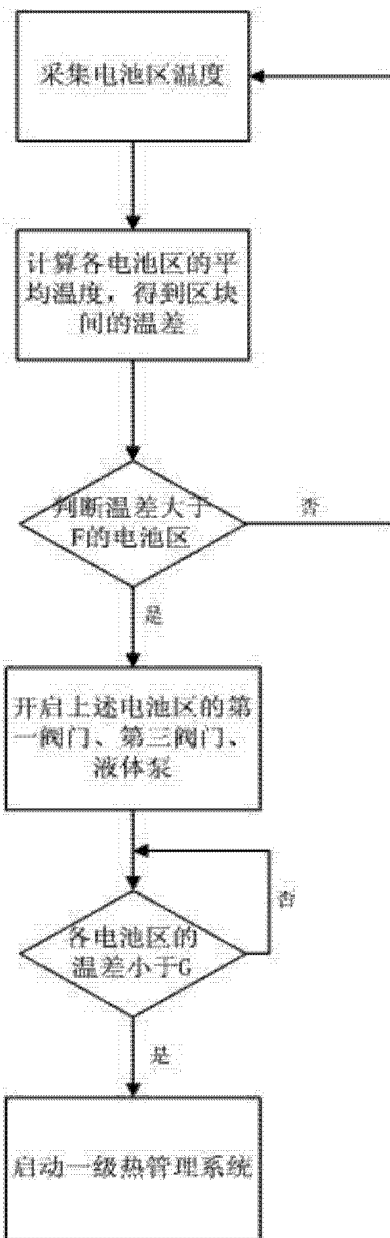 采集电池区温度
计算各电池区的平
均温度，得到区块
间的温差
判断温差大于
F的电池区
否
是
开启上述电池区的第
一阀门、第三阀门、
液体泵
否
各电池区的
温差小于G
是
启动一级热管理系统